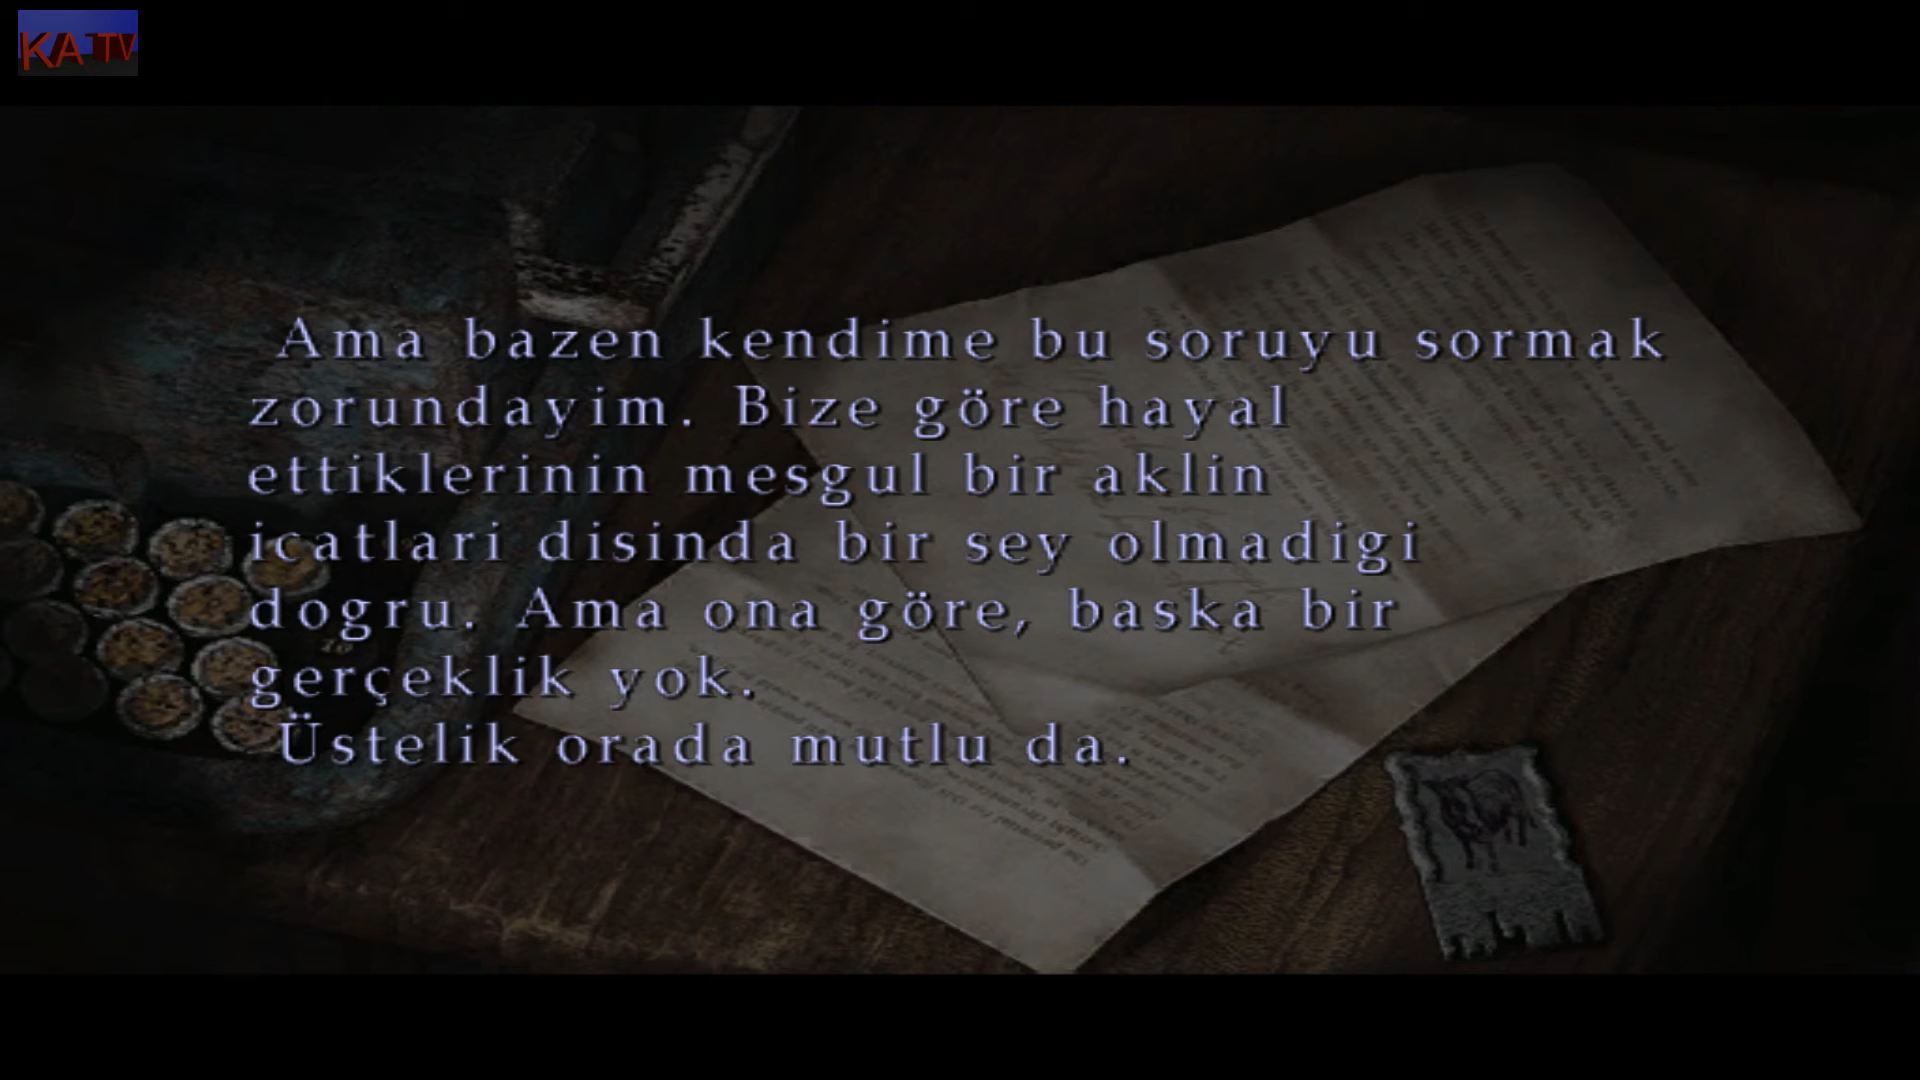 KA TV
Ama bazen kendime bu soruyu sormak
zorundayim. Bize göre hayal
ettiklerinin mesgul bir aklin
icatlari disinda bir sey olmadigi
dogru. Ama ona göre, baska bir
gerçeklik yok.
Üstelik orada mutlu da.